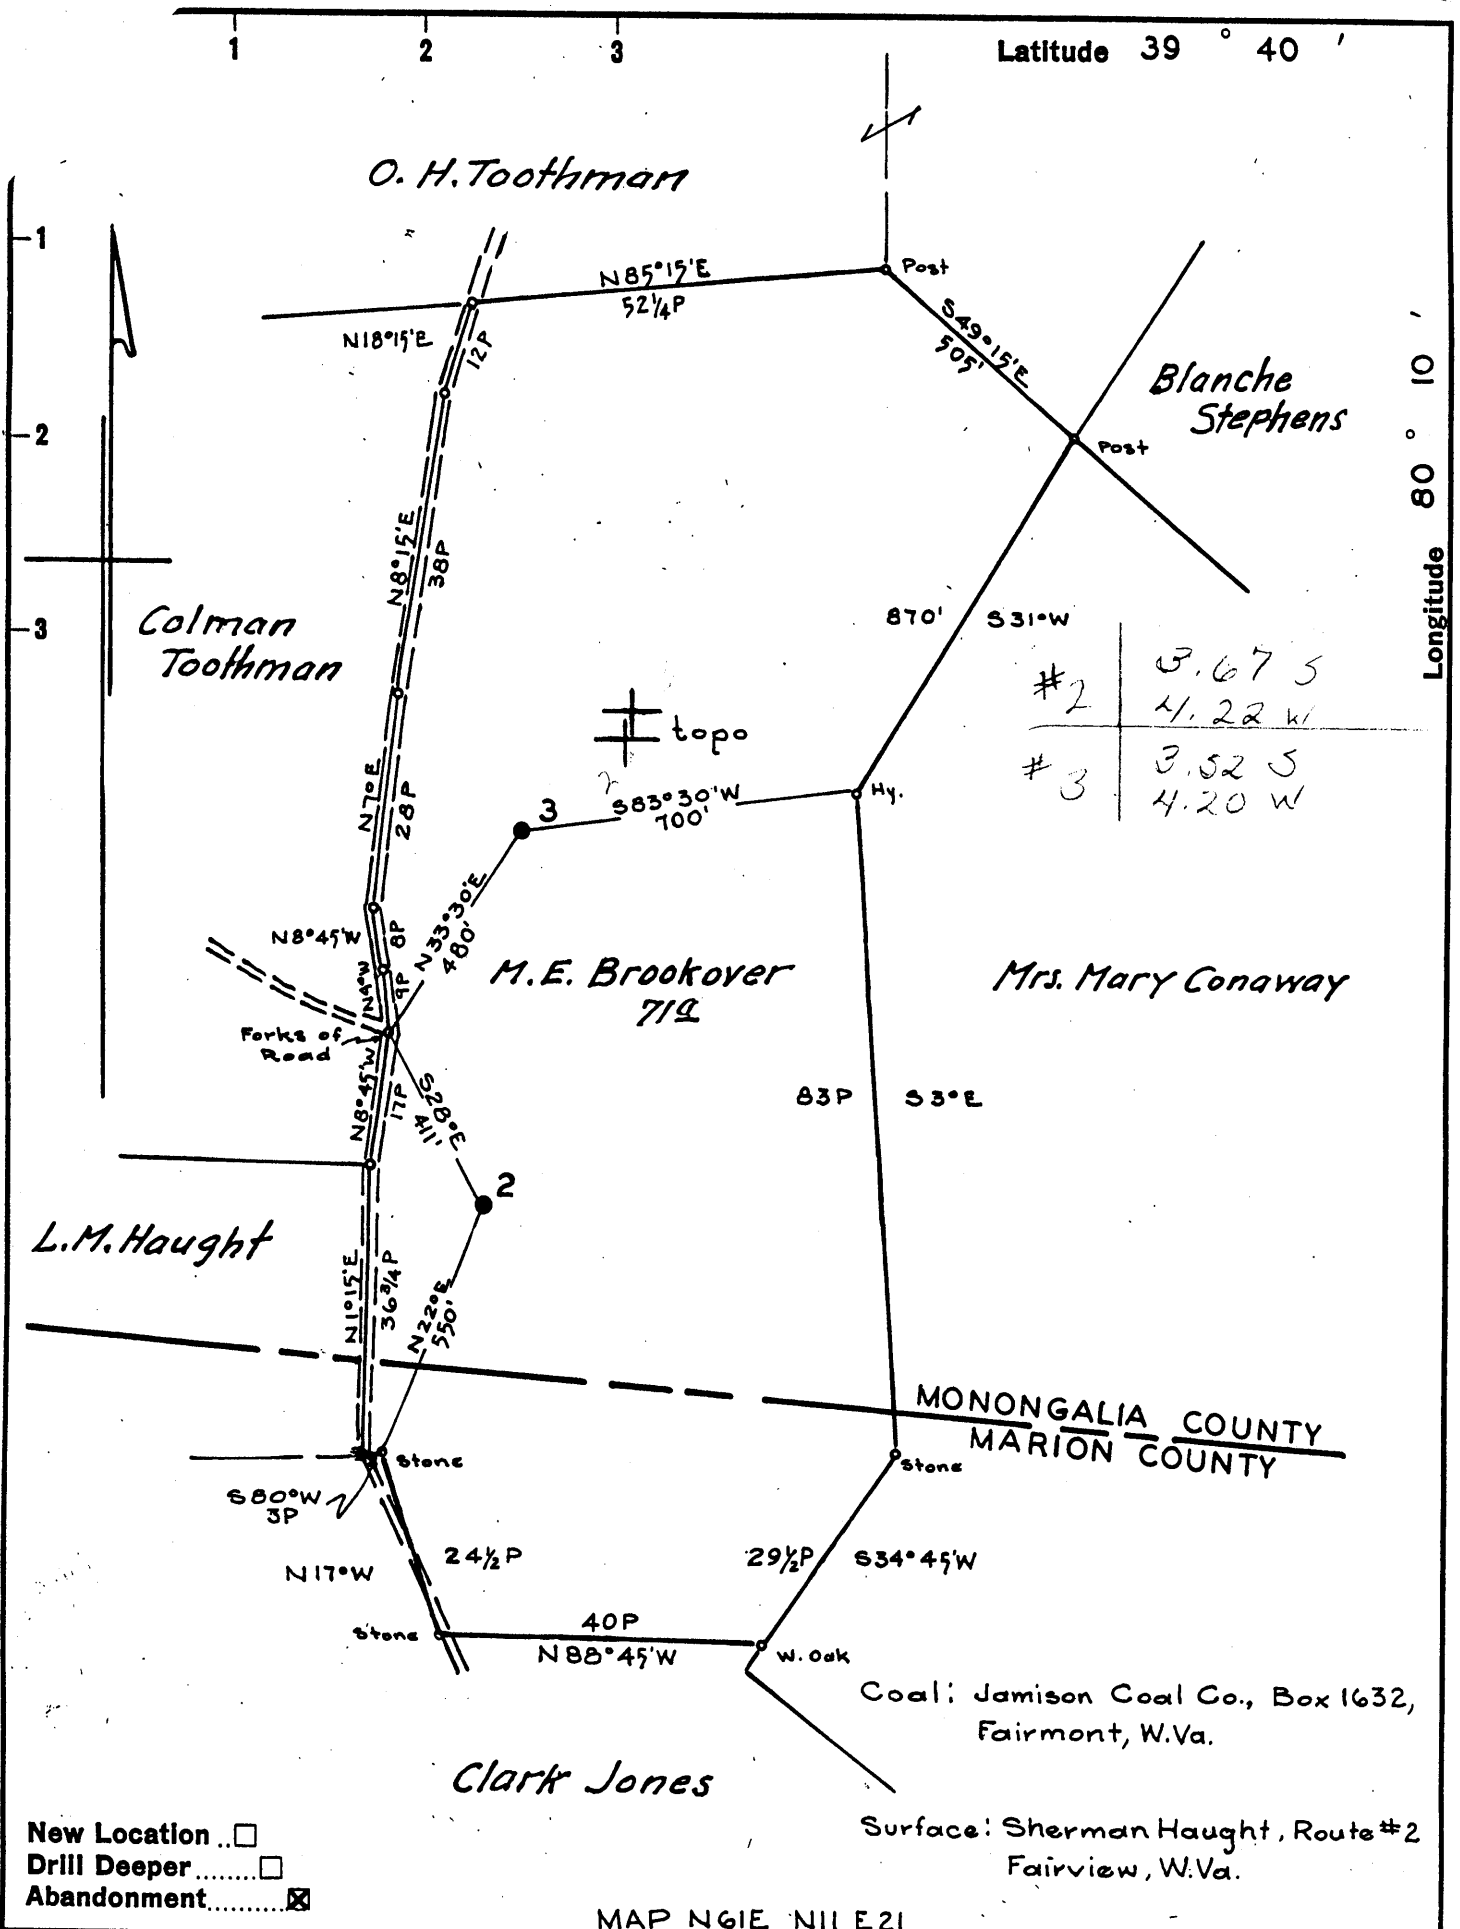 1 2 3 Latitude 39 ° 40 '
O. H. Toothman
1
N85°15'E
52¼P
Post
N18°15'E
12P
S49°15'E
505'
Longitude 80 ° 10 '
Blanche
Stephens
2
Post
N8°15'E
38P
3
Colman
Toothman
870' S31°W
#2 3.67 S
4.22 W
#3 3.52 S
4.20 W
topo
N7°E
28P
3
S83°30'W
700'
Hy.
N8°45'W
8P
N33°30'E
480'
N4°W
9P
M.E. Brookover
71a
Mrs. Mary Conaway
Forks of
Road
N8°45'W
17P
S28°E
411'
83P S3°E
2
L.M. Haught
N1°15'E
36¾P
N22°E
550'
MONONGALIA COUNTY
MARION COUNTY
Stone
Stone
S80°W
3P
N17°W
24½P
29½P S34°45'W
Stone
40P
N88°45'W
W. Oak
Coal: Jamison Coal Co., Box 1632,
Fairmont, W.Va.
Clark Jones
Surface: Sherman Haught, Route #2
Fairview, W.Va.
New Location ..☐
Drill Deeper........☐
Abandonment..........☒
MAP N61E N11 E21